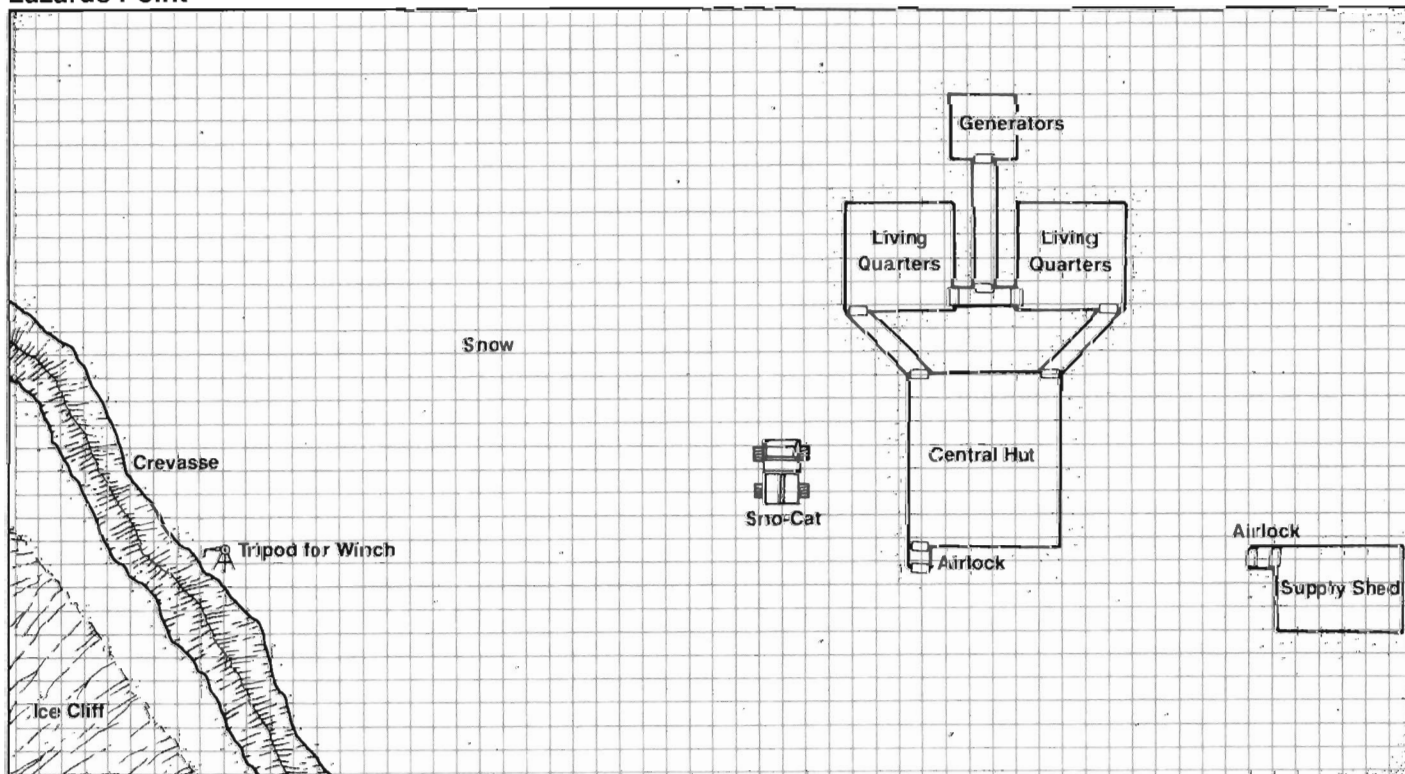 Generators
Living
Quarters
Living
Quarters
Snow
Crevasse
Central Hut
Sno-Cat
Tripod for Winch
Airlock
Airlock
Supply Shed
Ice Cliff